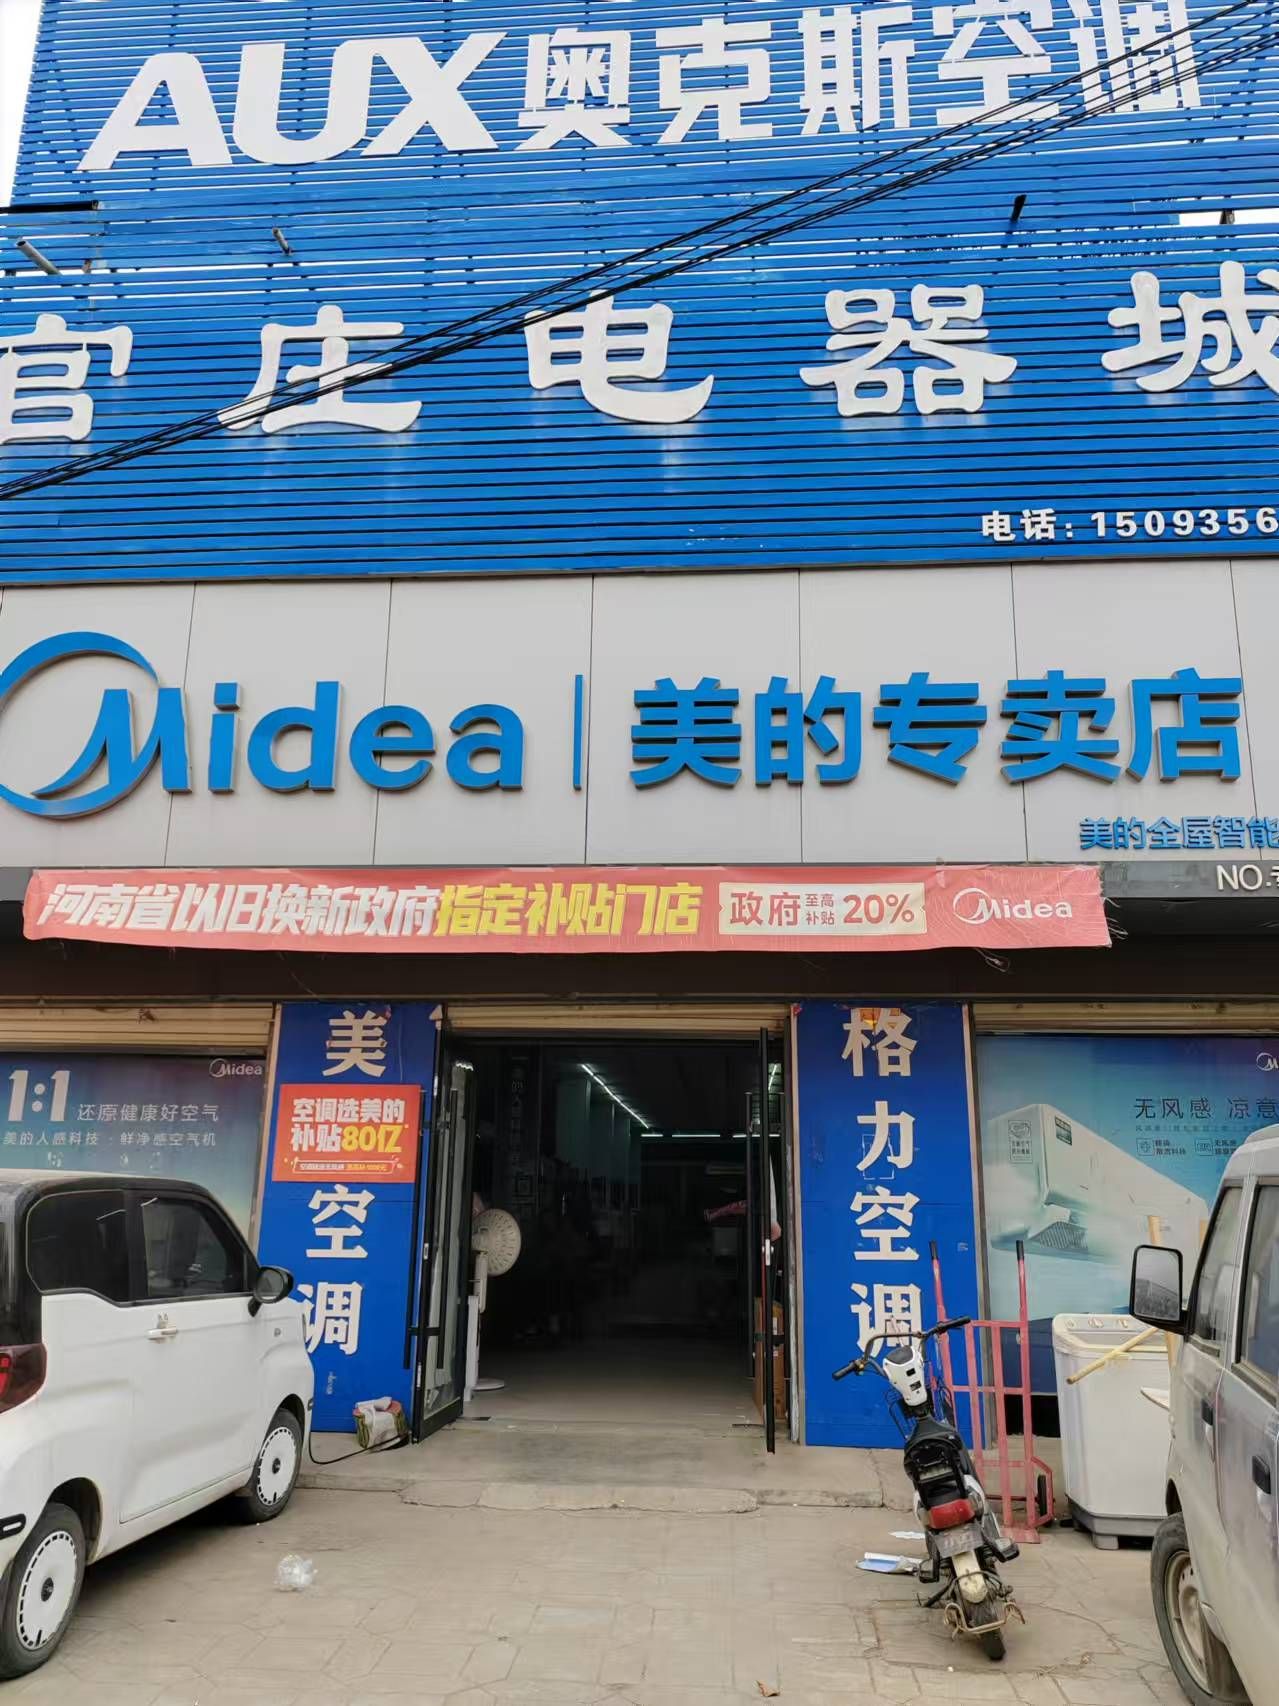 AUX奥克斯空调
官庄电器城
电话：1509356
Midea 美的专卖店
美的全屋智能
NO.
河南省以旧换新政府指定补贴门店 政府至高补贴20% Midea
美
空调
空调选美的
补贴80亿
格力空调
Midea
1:1 还原健康好空气
美的人感科技 鲜净感空气机
无风感 凉意